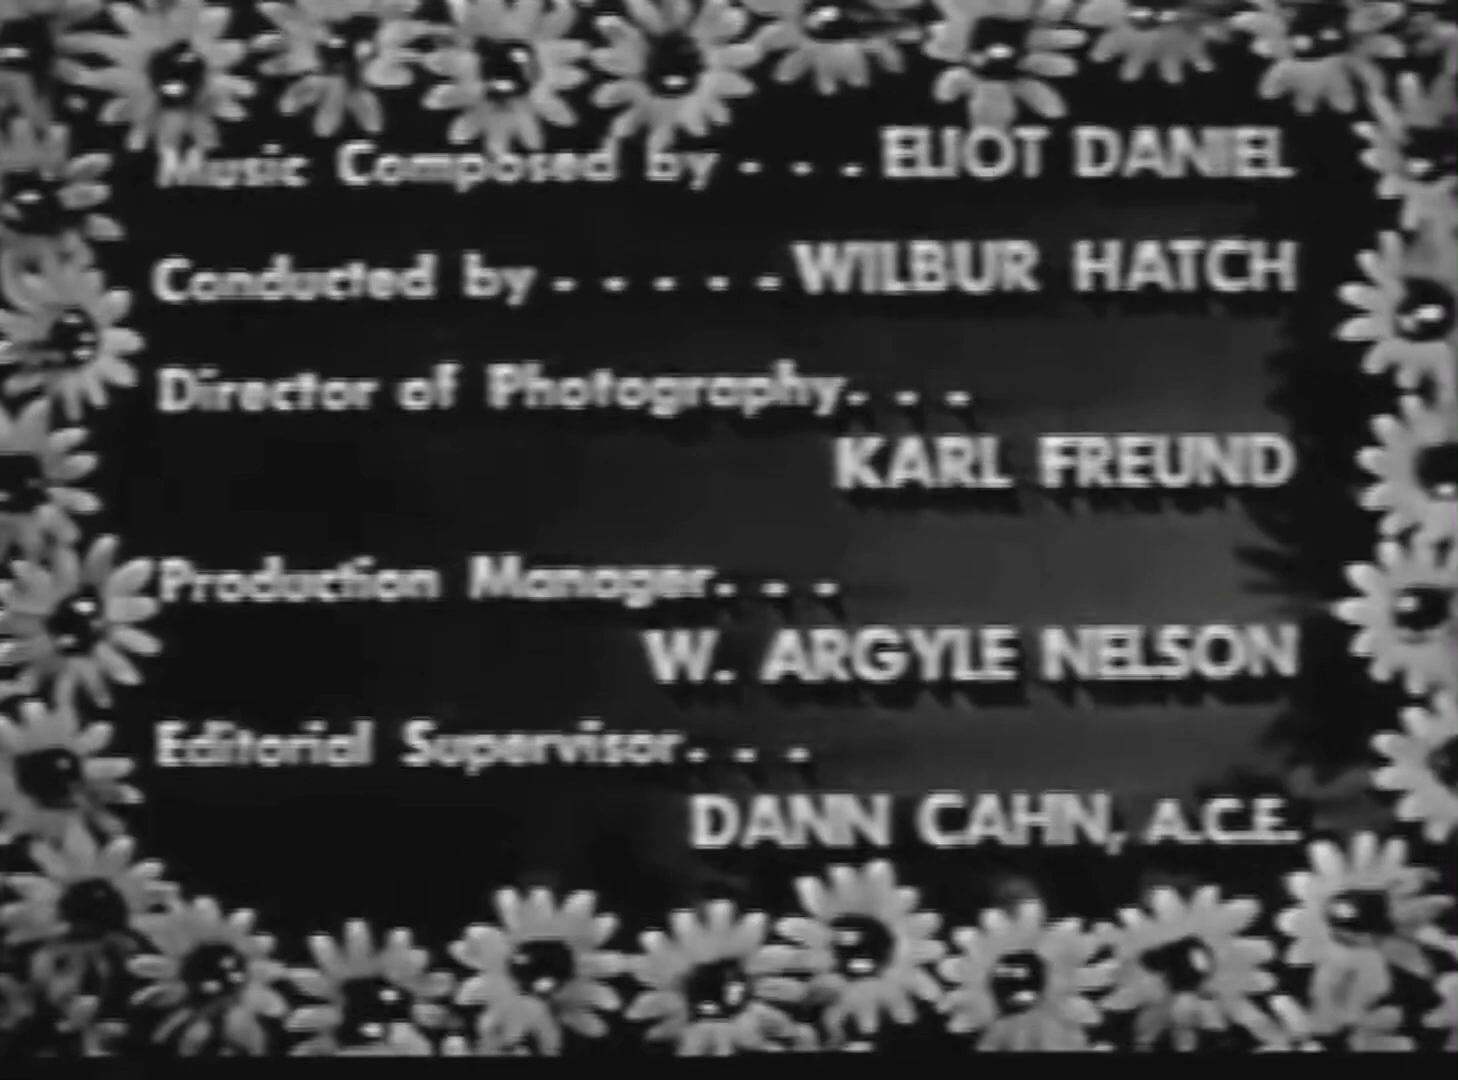 Music Composed by - - - ELIOT DANIEL
Conducted by - - - - - WILBUR HATCH
Director of Photography. - -
KARL FREUND
Production Manager. - -
W. ARGYLE NELSON
Editorial Supervisor. - -
DANN CAHN, A.C.E.